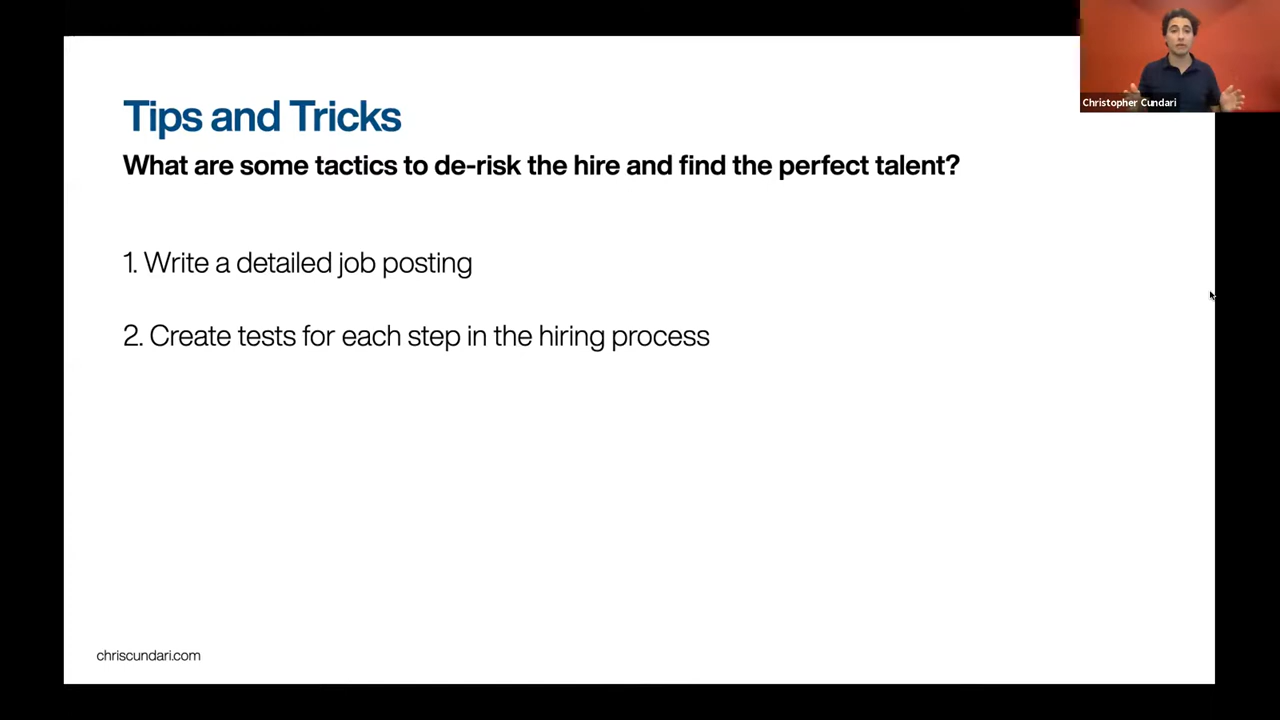 Tips and Tricks
What are some tactics to de-risk the hire and find the perfect talent?
1. Write a detailed job posting
2. Create tests for each step in the hiring process
chriscundari.com
Christopher Cundari